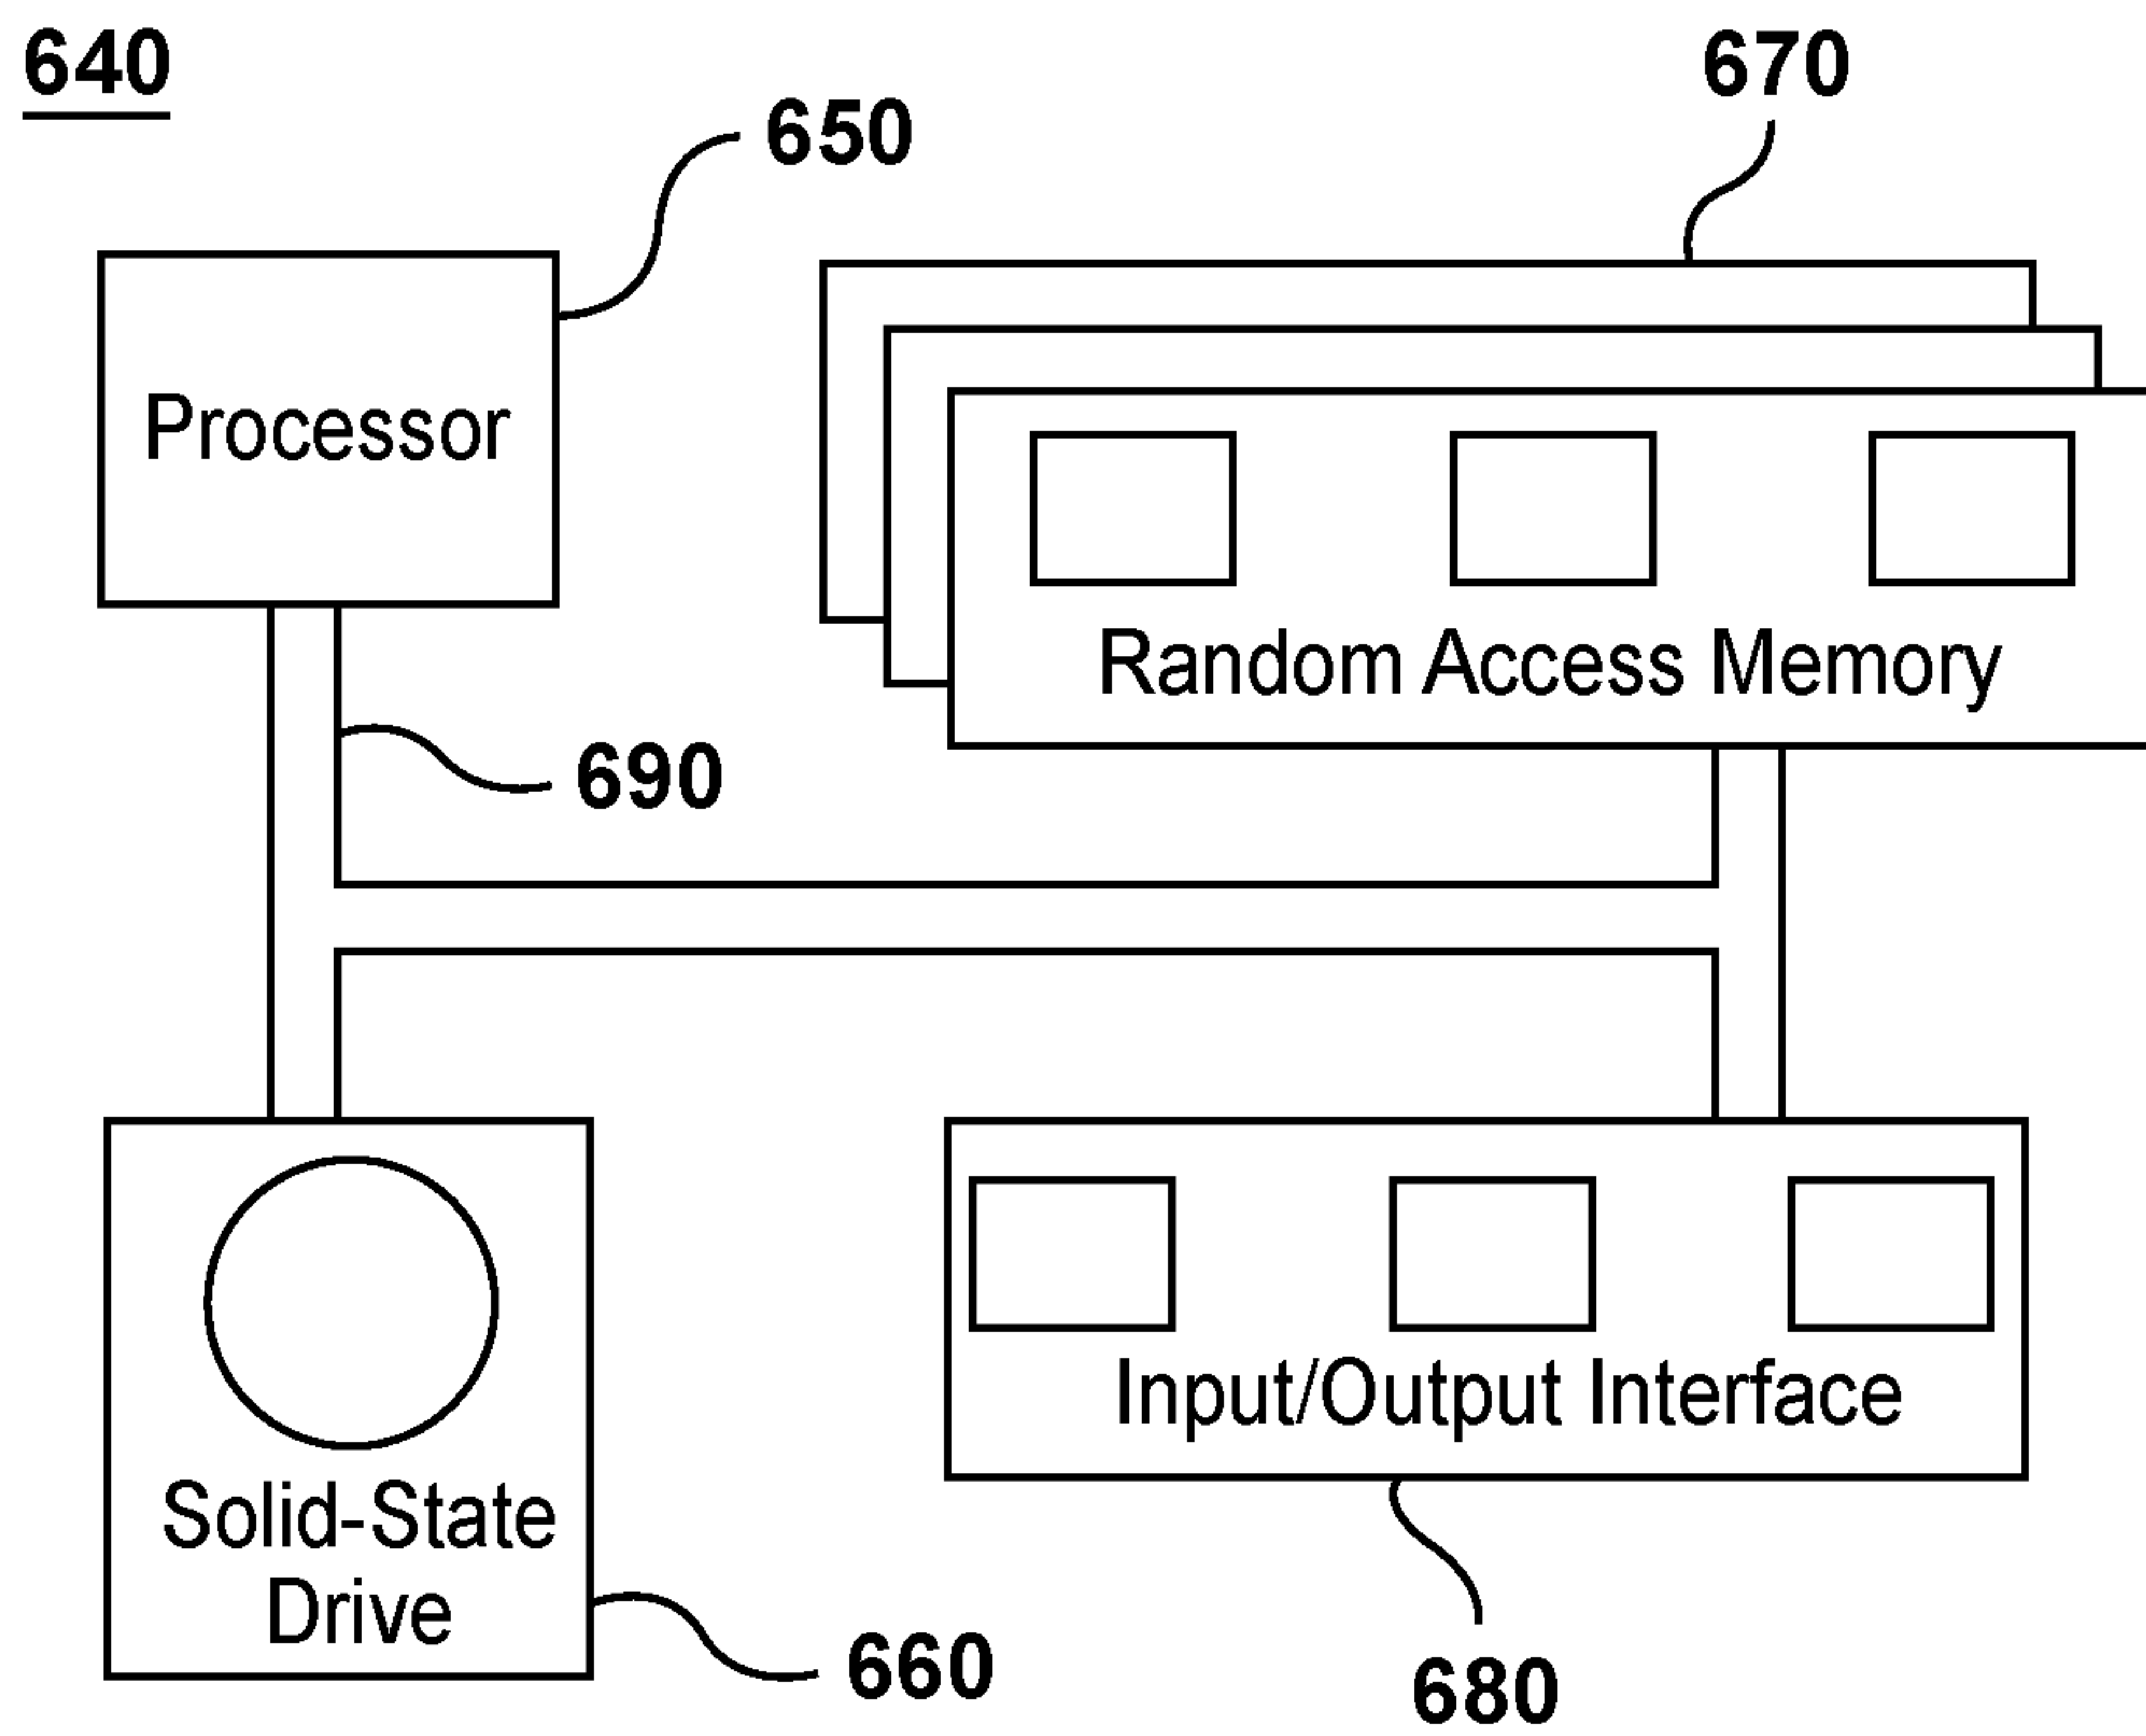 640
650
670
Processor
Random Access Memory
690
Input/Output Interface
Solid-State
Drive
660
680